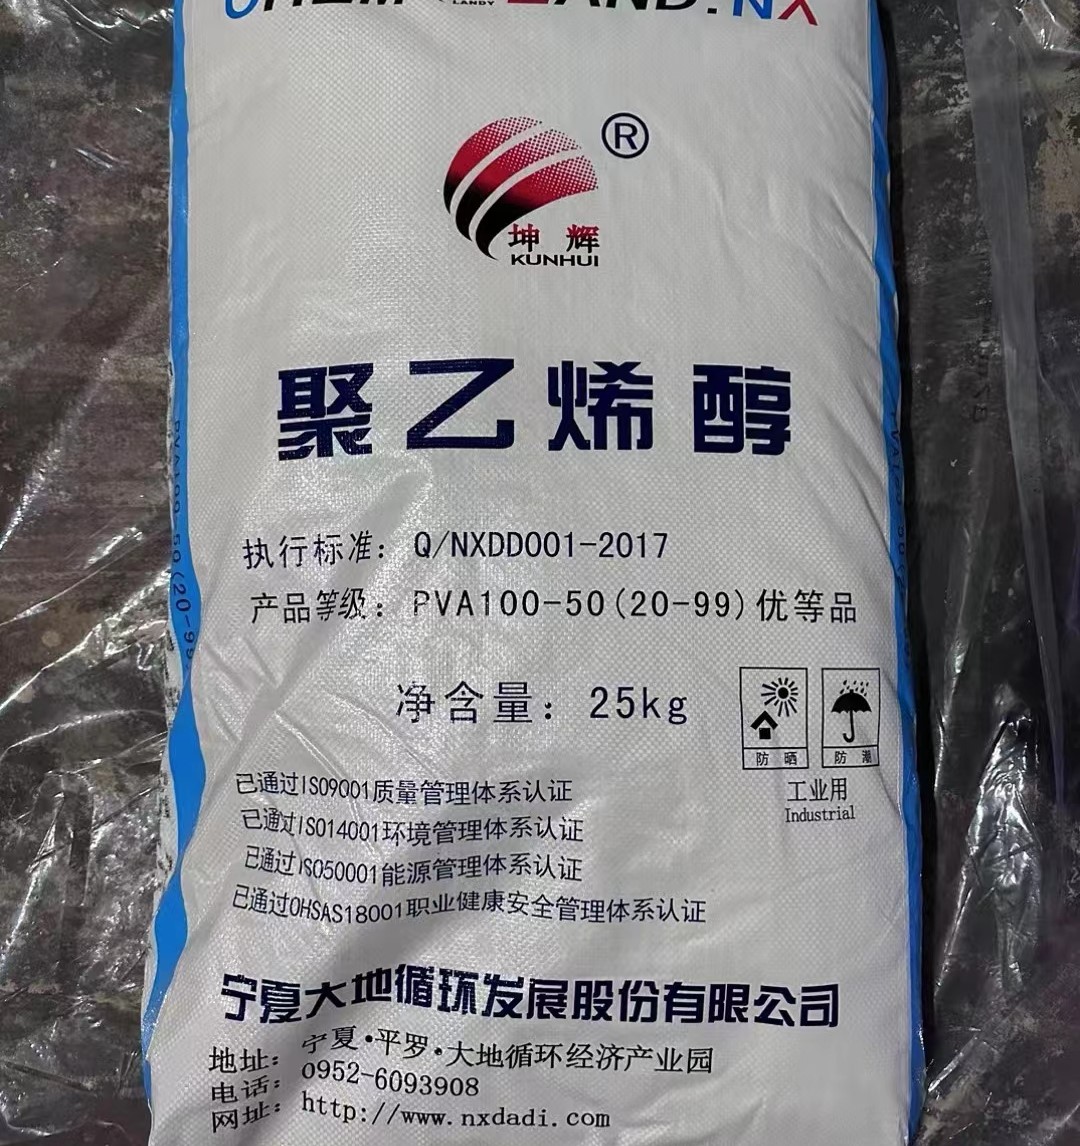 CHEM LAND.NX
LANDY
®
坤辉
KUNHUI
聚乙烯醇
执行标准：Q/NXDD001-2017
产品等级：PVA100-50(20-99)优等品
净含量：25kg
防晒 防潮
工业用
Industrial
已通过ISO9001质量管理体系认证
已通过ISO14001环境管理体系认证
已通过ISO50001能源管理体系认证
已通过OHSAS18001职业健康安全管理体系认证
宁夏大地循环发展股份有限公司
地址：宁夏·平罗·大地循环经济产业园
电话：0952-6093908
网址：http://www.nxdadi.com
PVA100-50(20-99)